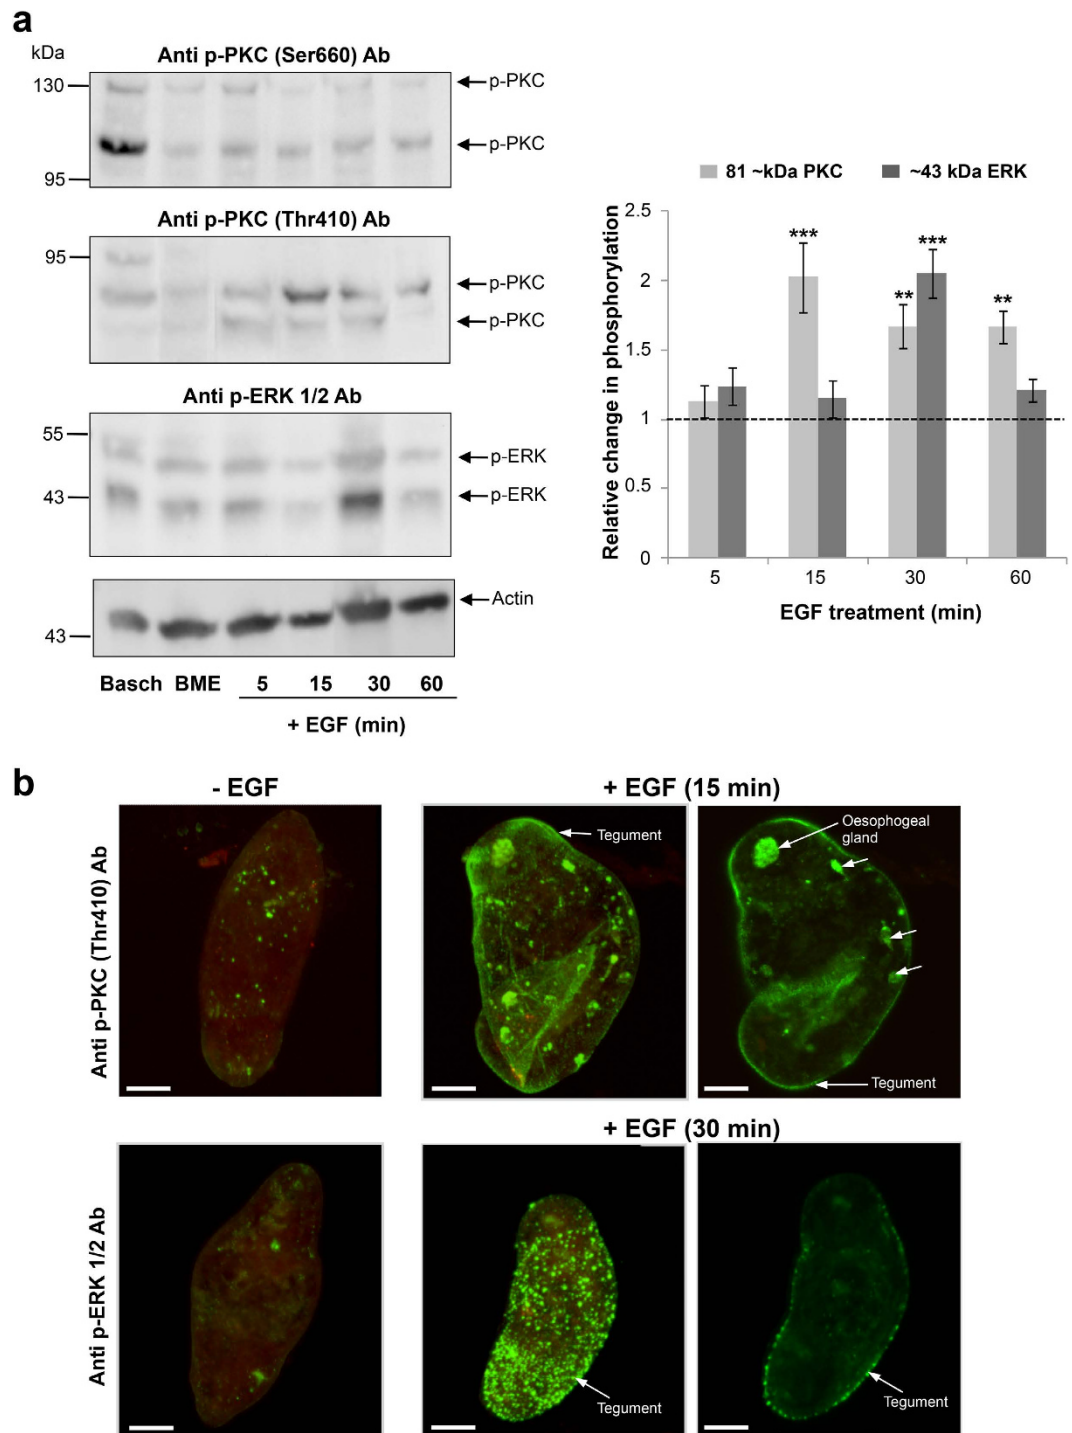 a
kDa
Anti p-PKC (Ser660) Ab
130
p-PKC
p-PKC
95
Anti p-PKC (Thr410) Ab
95
p-PKC
p-PKC
Anti p-ERK 1/2 Ab
55
p-ERK
43
p-ERK
Actin
43
Basch BME 5 15 30 60
+ EGF (min)
81 ~kDa PKC ~43 kDa ERK
Relative change in phosphorylation
2.5
2
1.5
1
0.5
0
***
**
***
**
5 15 30 60
EGF treatment (min)
b
- EGF
+ EGF (15 min)
Anti p-PKC (Thr410) Ab
Tegument
Oesophogeal
gland
Tegument
+ EGF (30 min)
Anti p-ERK 1/2 Ab
Tegument
Tegument